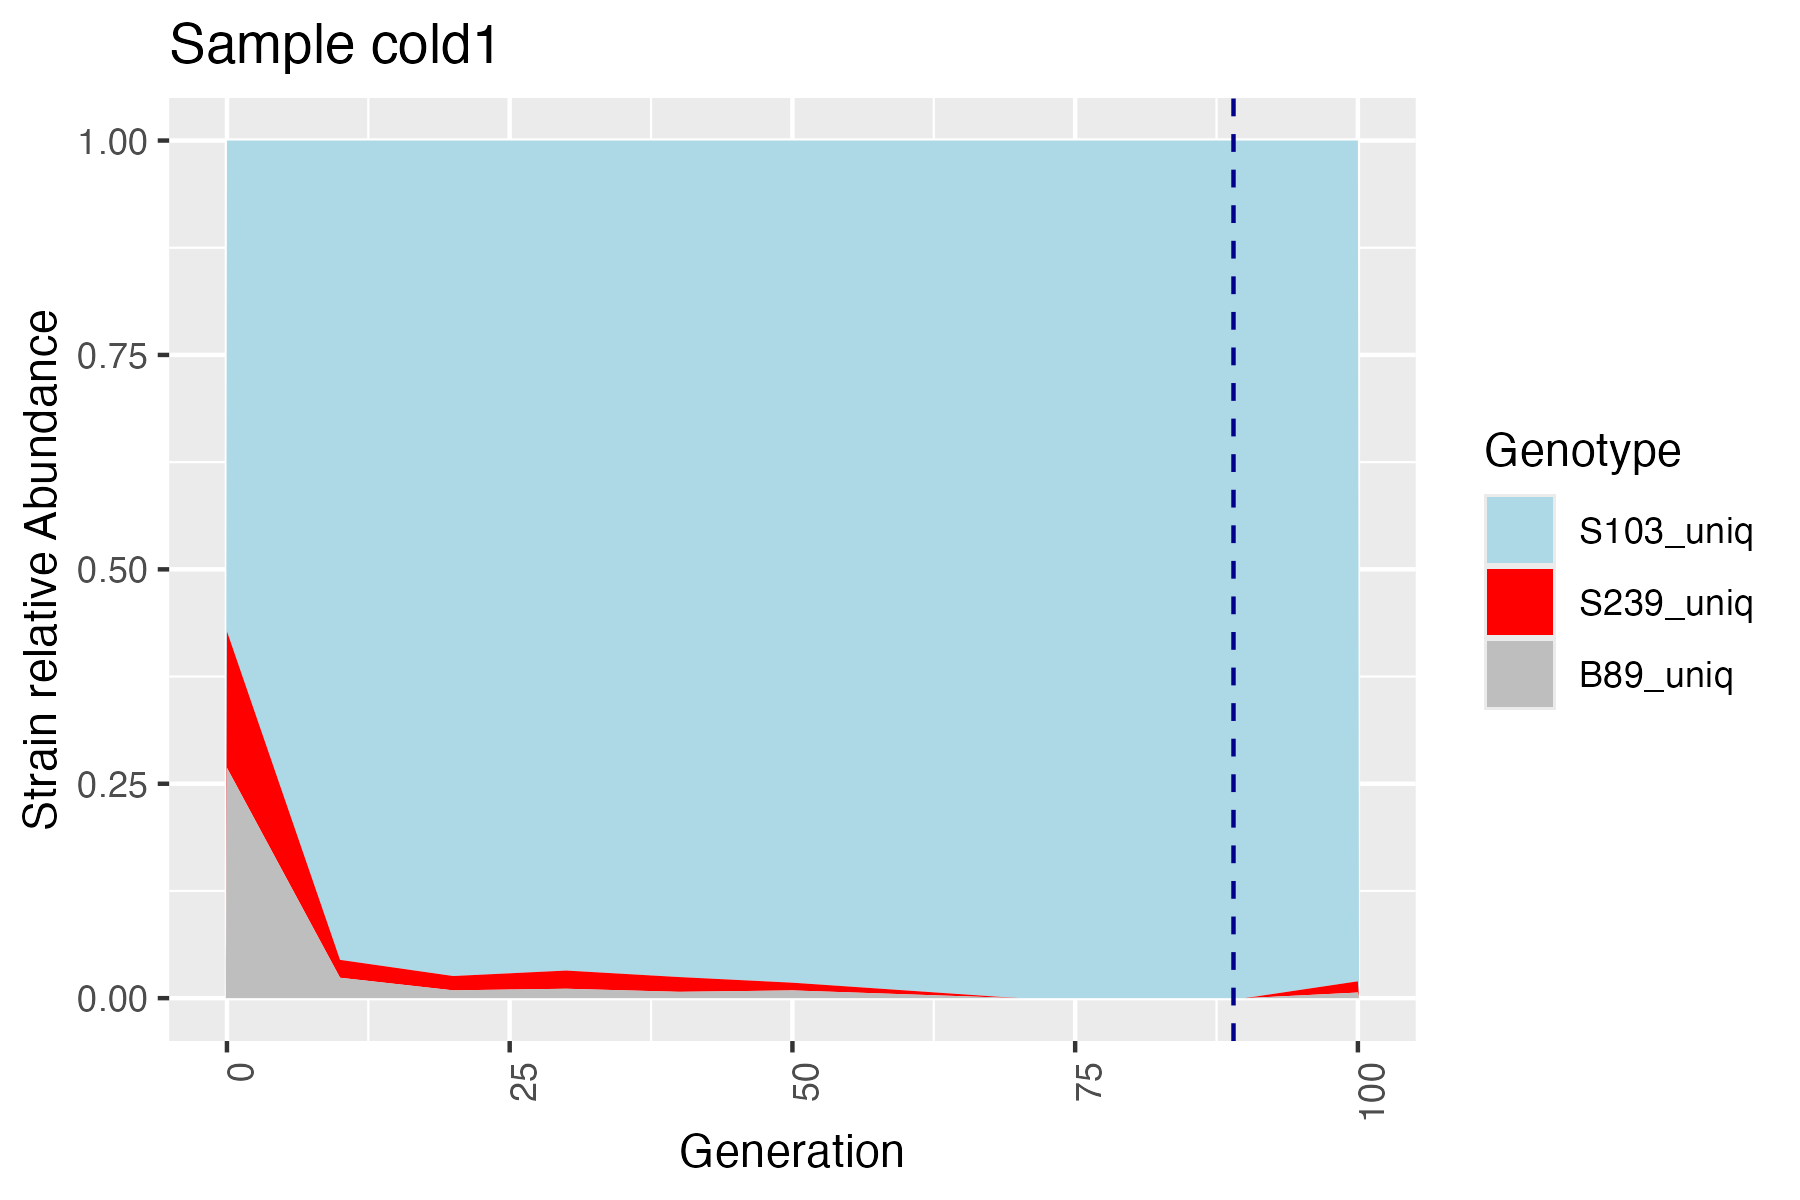 Sample cold1
Strain relative Abundance
1.00
0.75
0.50
0.25
0.00
0
25
50
75
100
Generation
Genotype
S103_uniq
S239_uniq
B89_uniq